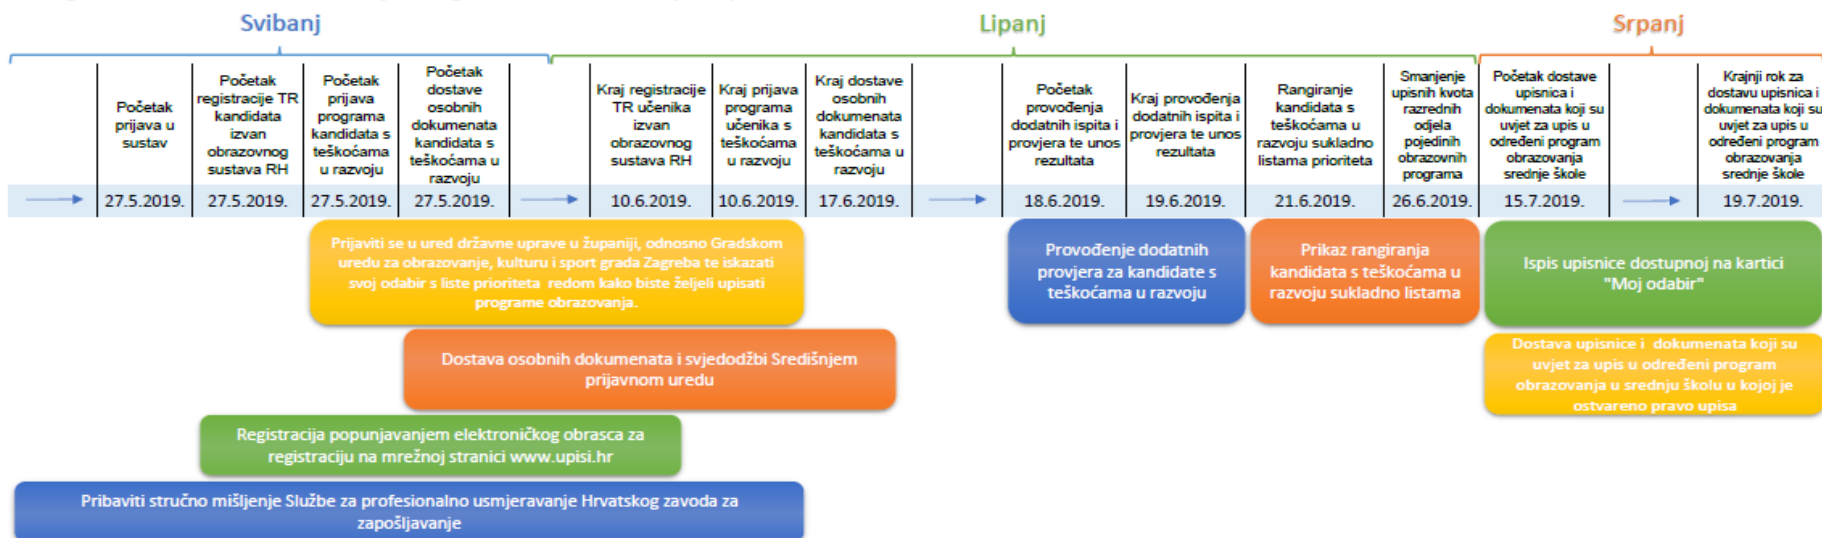 Svibanj
Lipanj
Srpanj
Početak
prijava u
sustav
Početak
registracije TR
kandidata
izvan
obrazovnog
sustava RH
Početak
prijava
programa
kandidata s
teškoćama
u razvoju
Početak
dostave
osobnih
dokumenata
kandidata s
teškoćama u
razvoju
Kraj registracije
TR učenika
izvan
obrazovnog
sustava RH
Kraj prijava
programa
učenika s
teškoćama
u razvoju
Kraj dostave
osobnih
dokumenata
kandidata s
teškoćama u
razvoju
Početak
provođenja
dodatnih ispita i
provjera te unos
rezultata
Kraj provođenja
dodatnih ispita i
provjera te unos
rezultata
Rangiranje
kandidata s
teškoćama u
razvoju sukladno
listama prioriteta
Smanjenje
upisnih kvota
razrednih
odjela
pojedinih
obrazovnih
programa
Početak dostave
upisnica i
dokumenata koji su
uvjet za upis u
određeni program
obrazovanja
srednje škole
Krajnji rok za
dostavu upisnica i
dokumenata koji su
uvjet za upis u
određeni program
obrazovanja
srednje škole
27.5.2019.
27.5.2019.
27.5.2019.
27.5.2019.
10.6.2019.
10.6.2019.
17.6.2019.
18.6.2019.
19.6.2019.
21.6.2019.
26.6.2019.
15.7.2019.
19.7.2019.
Prijaviti se u ured državne uprave u županiji, odnosno Gradskom
uredu za obrazovanje, kulturu i sport grada Zagreba te iskazati
svoj odabir s liste prioriteta redom kako biste željeli upisati
programe obrazovanja.
Provođenje dodatnih
provjera za kandidate s
teškoćama u razvoju
Prikaz rangiranja
kandidata s teškoćama u
razvoju sukladno listama
Ispis upisnice dostupnoj na kartici
"Moj odabir"
Dostava osobnih dokumenata i svjedodžbi Središnjem
prijavnom uredu
Dostava upisnice i dokumenata koji su
uvjet za upis u određeni program
obrazovanja u srednju školu u kojoj je
ostvareno pravo upisa
Registracija popunjavanjem elektroničkog obrasca za
registraciju na mrežnoj stranici www.upisi.hr
Pribaviti stručno mišljenje Službe za profesionalno usmjeravanje Hrvatskog zavoda za
zapošljavanje